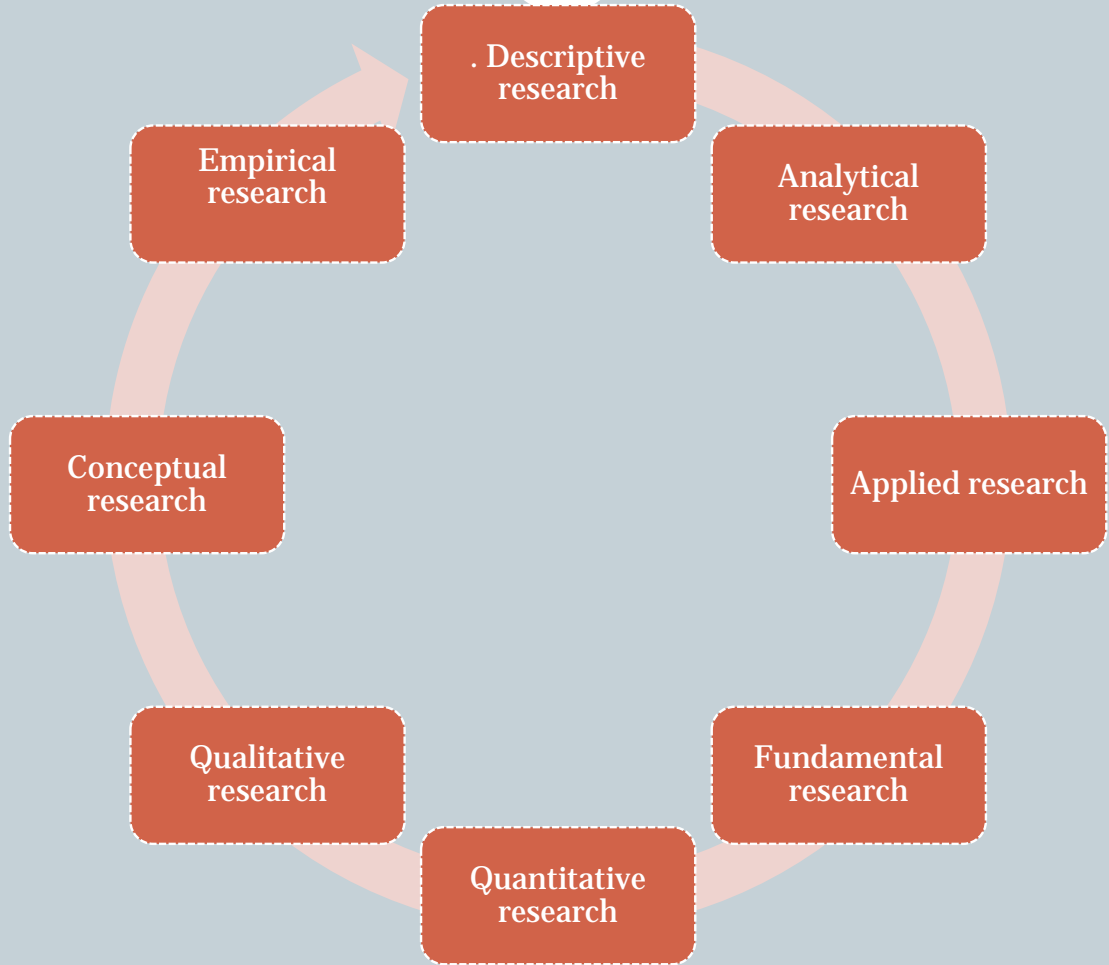 . Descriptive
research
Analytical
research
Applied research
Fundamental
research
Quantitative
research
Qualitative
research
Conceptual
research
Empirical
research